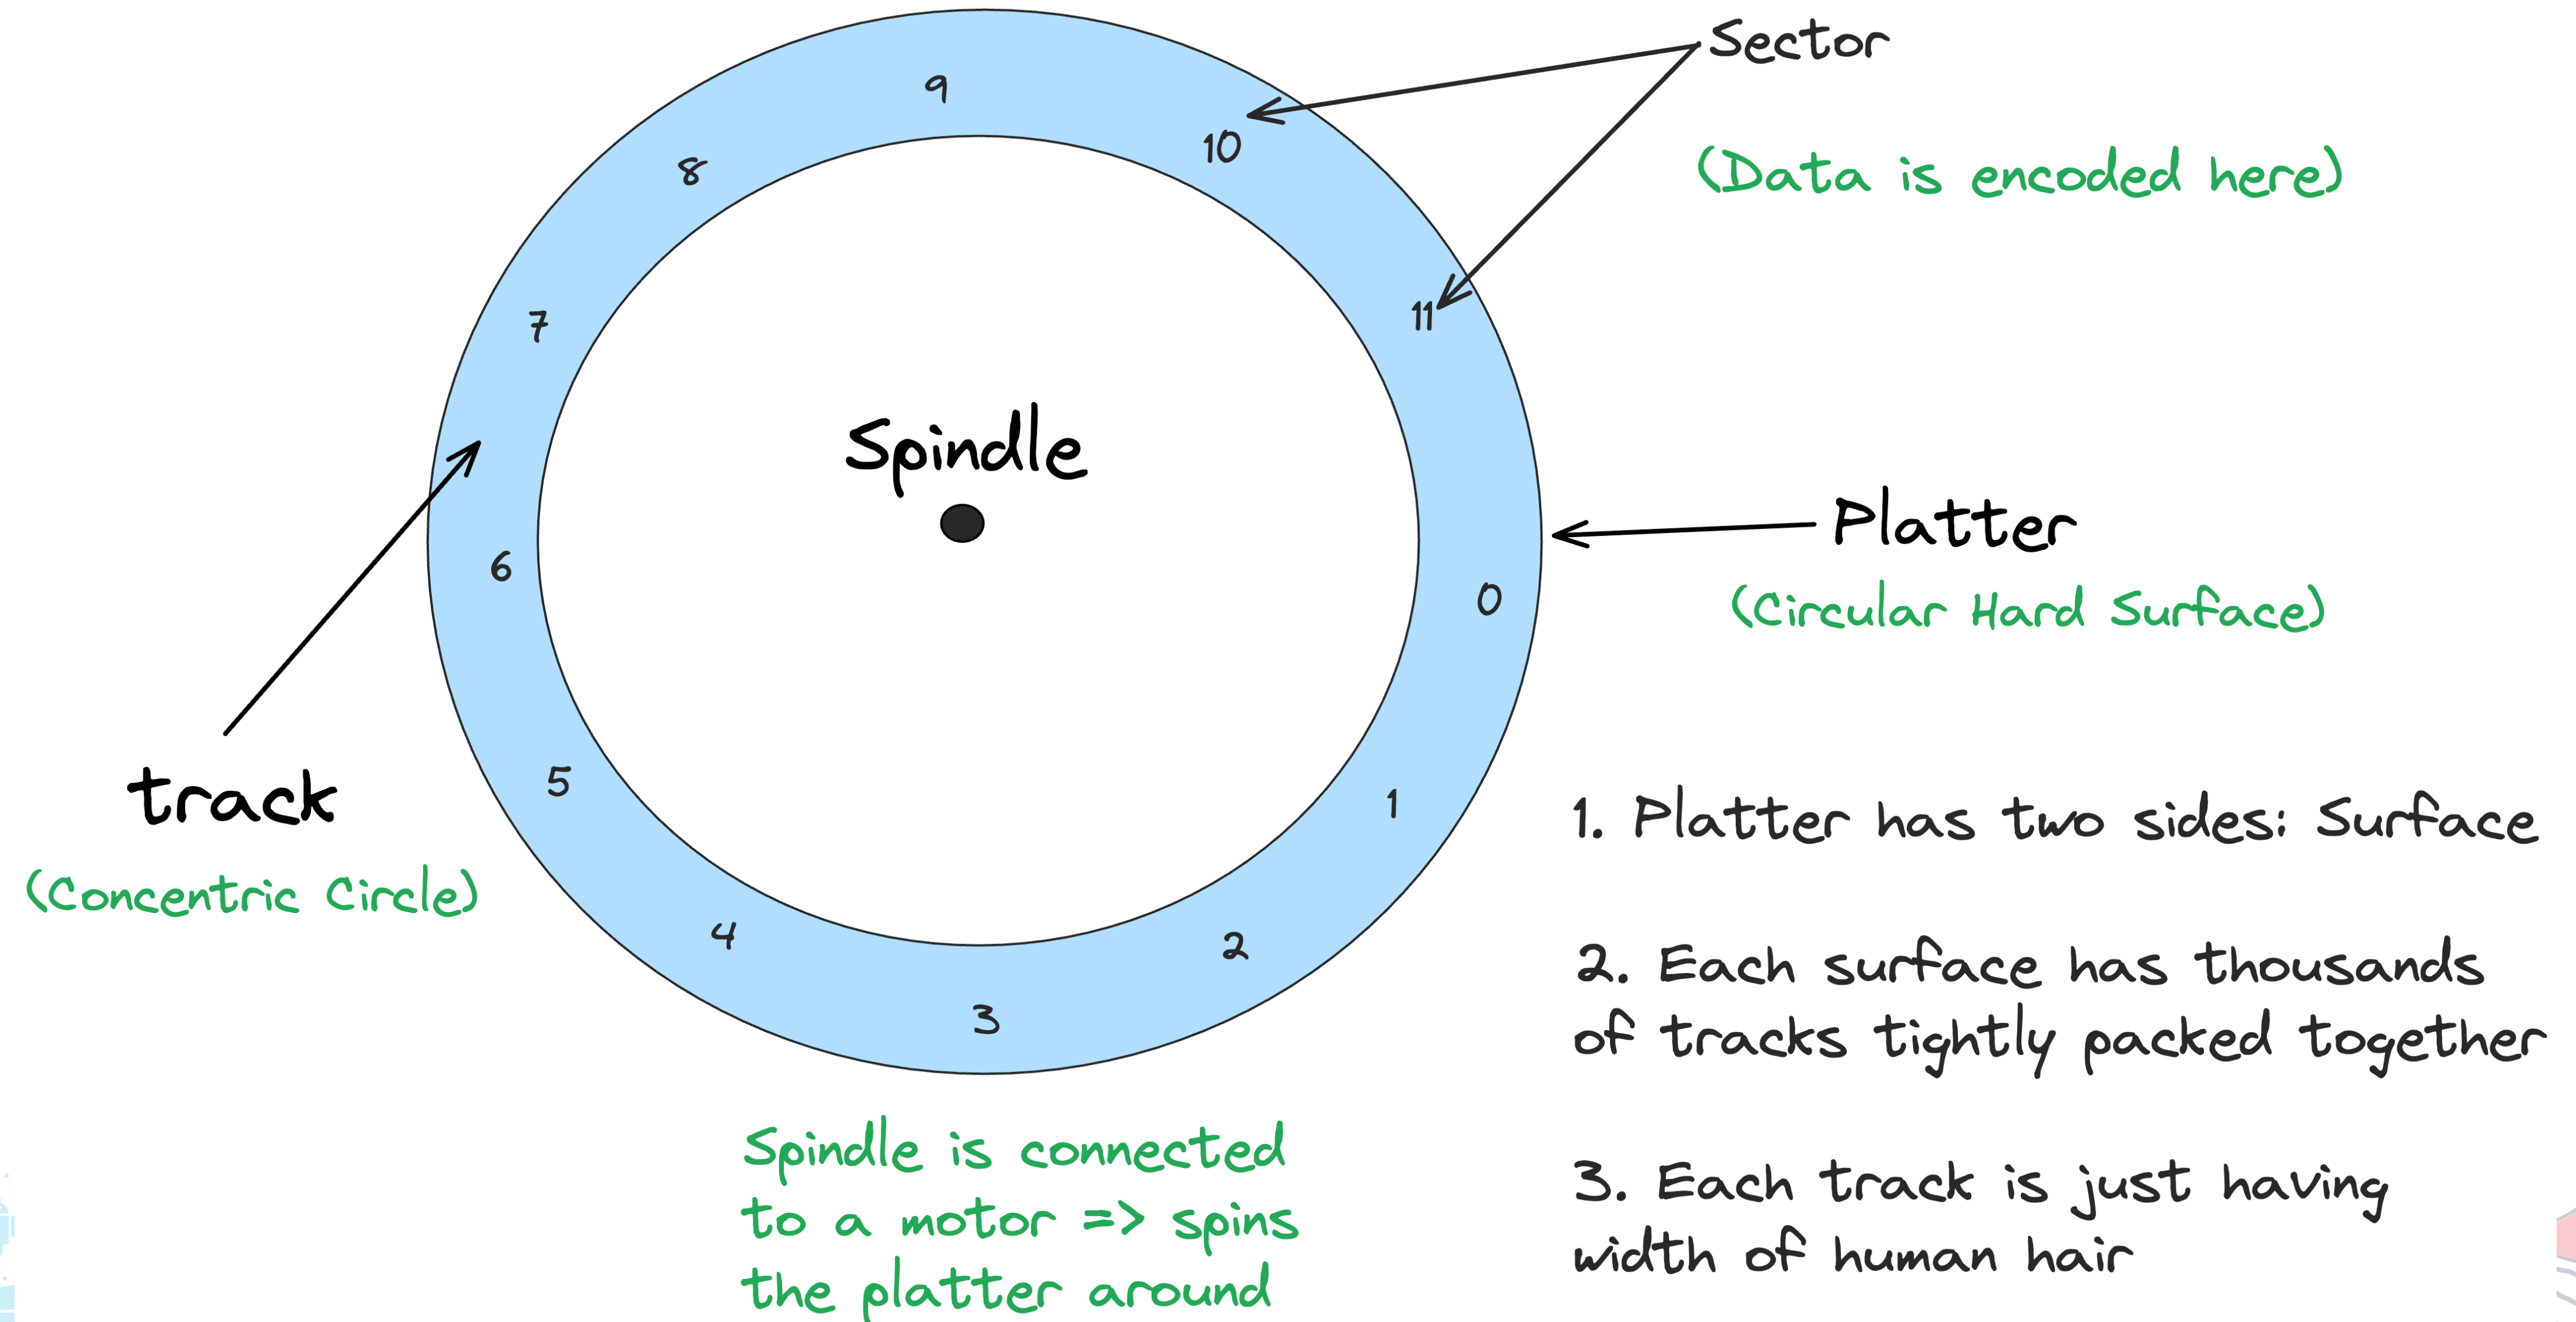 Sector
(Data is encoded here)
9
10
8
11
7
Spindle
Platter
(Circular Hard Surface)
6
0
track
(Concentric Circle)
5
1
4
2
3
1. Platter has two sides: Surface
2. Each surface has thousands
of tracks tightly packed together
3. Each track is just having
width of human hair
Spindle is connected
to a motor => spins
the platter around